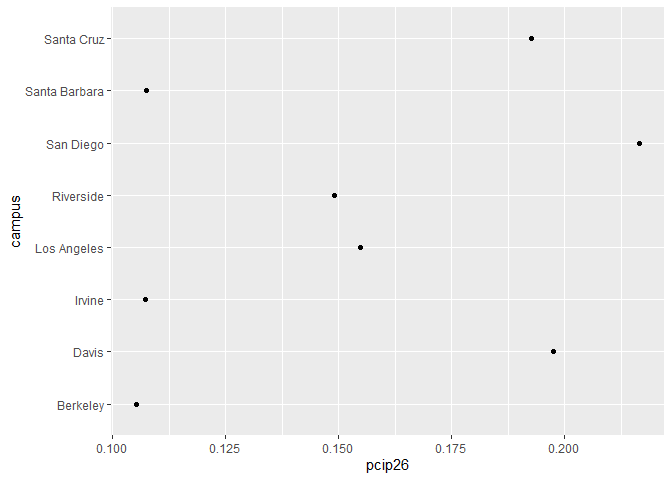 Santa Cruz
Santa Barbara
San Diego
Riverside
Los Angeles
Irvine
Davis
Berkeley
campus
0.100 0.125 0.150 0.175 0.200
pcip26